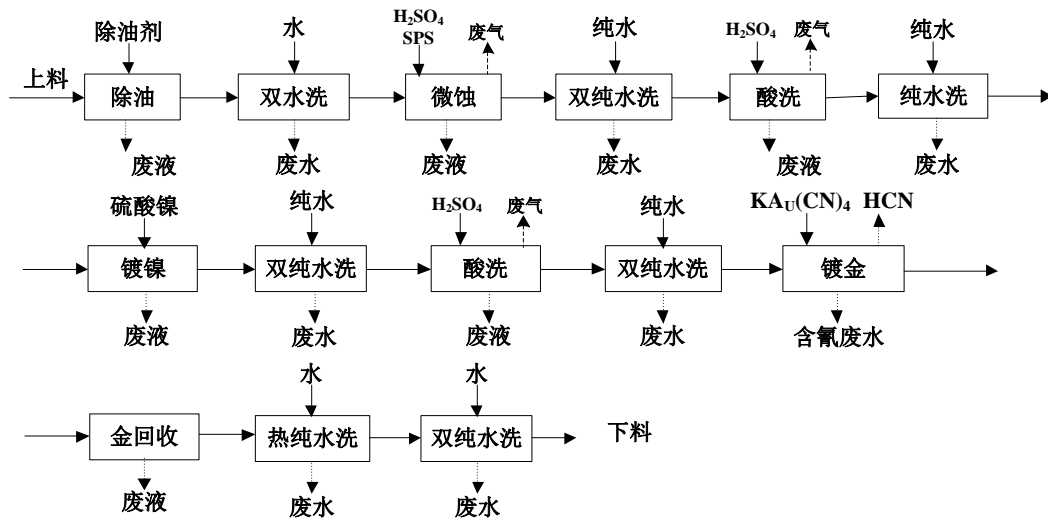 除油剂 水 H₂SO₄ SPS 废气 纯水 H₂SO₄ 废气 纯水
上料 除油 双水洗 微蚀 双纯水洗 酸洗 纯水洗
废液 废水 废液 废水 废液 废水
硫酸镍 纯水 H₂SO₄ 废气 纯水 KAU(CN)₄ HCN
镀镍 双纯水洗 酸洗 双纯水洗 镀金
废液 废水 废液 废水 含氰废水
水 水
金回收 热纯水洗 双纯水洗 下料
废液 废水 废水